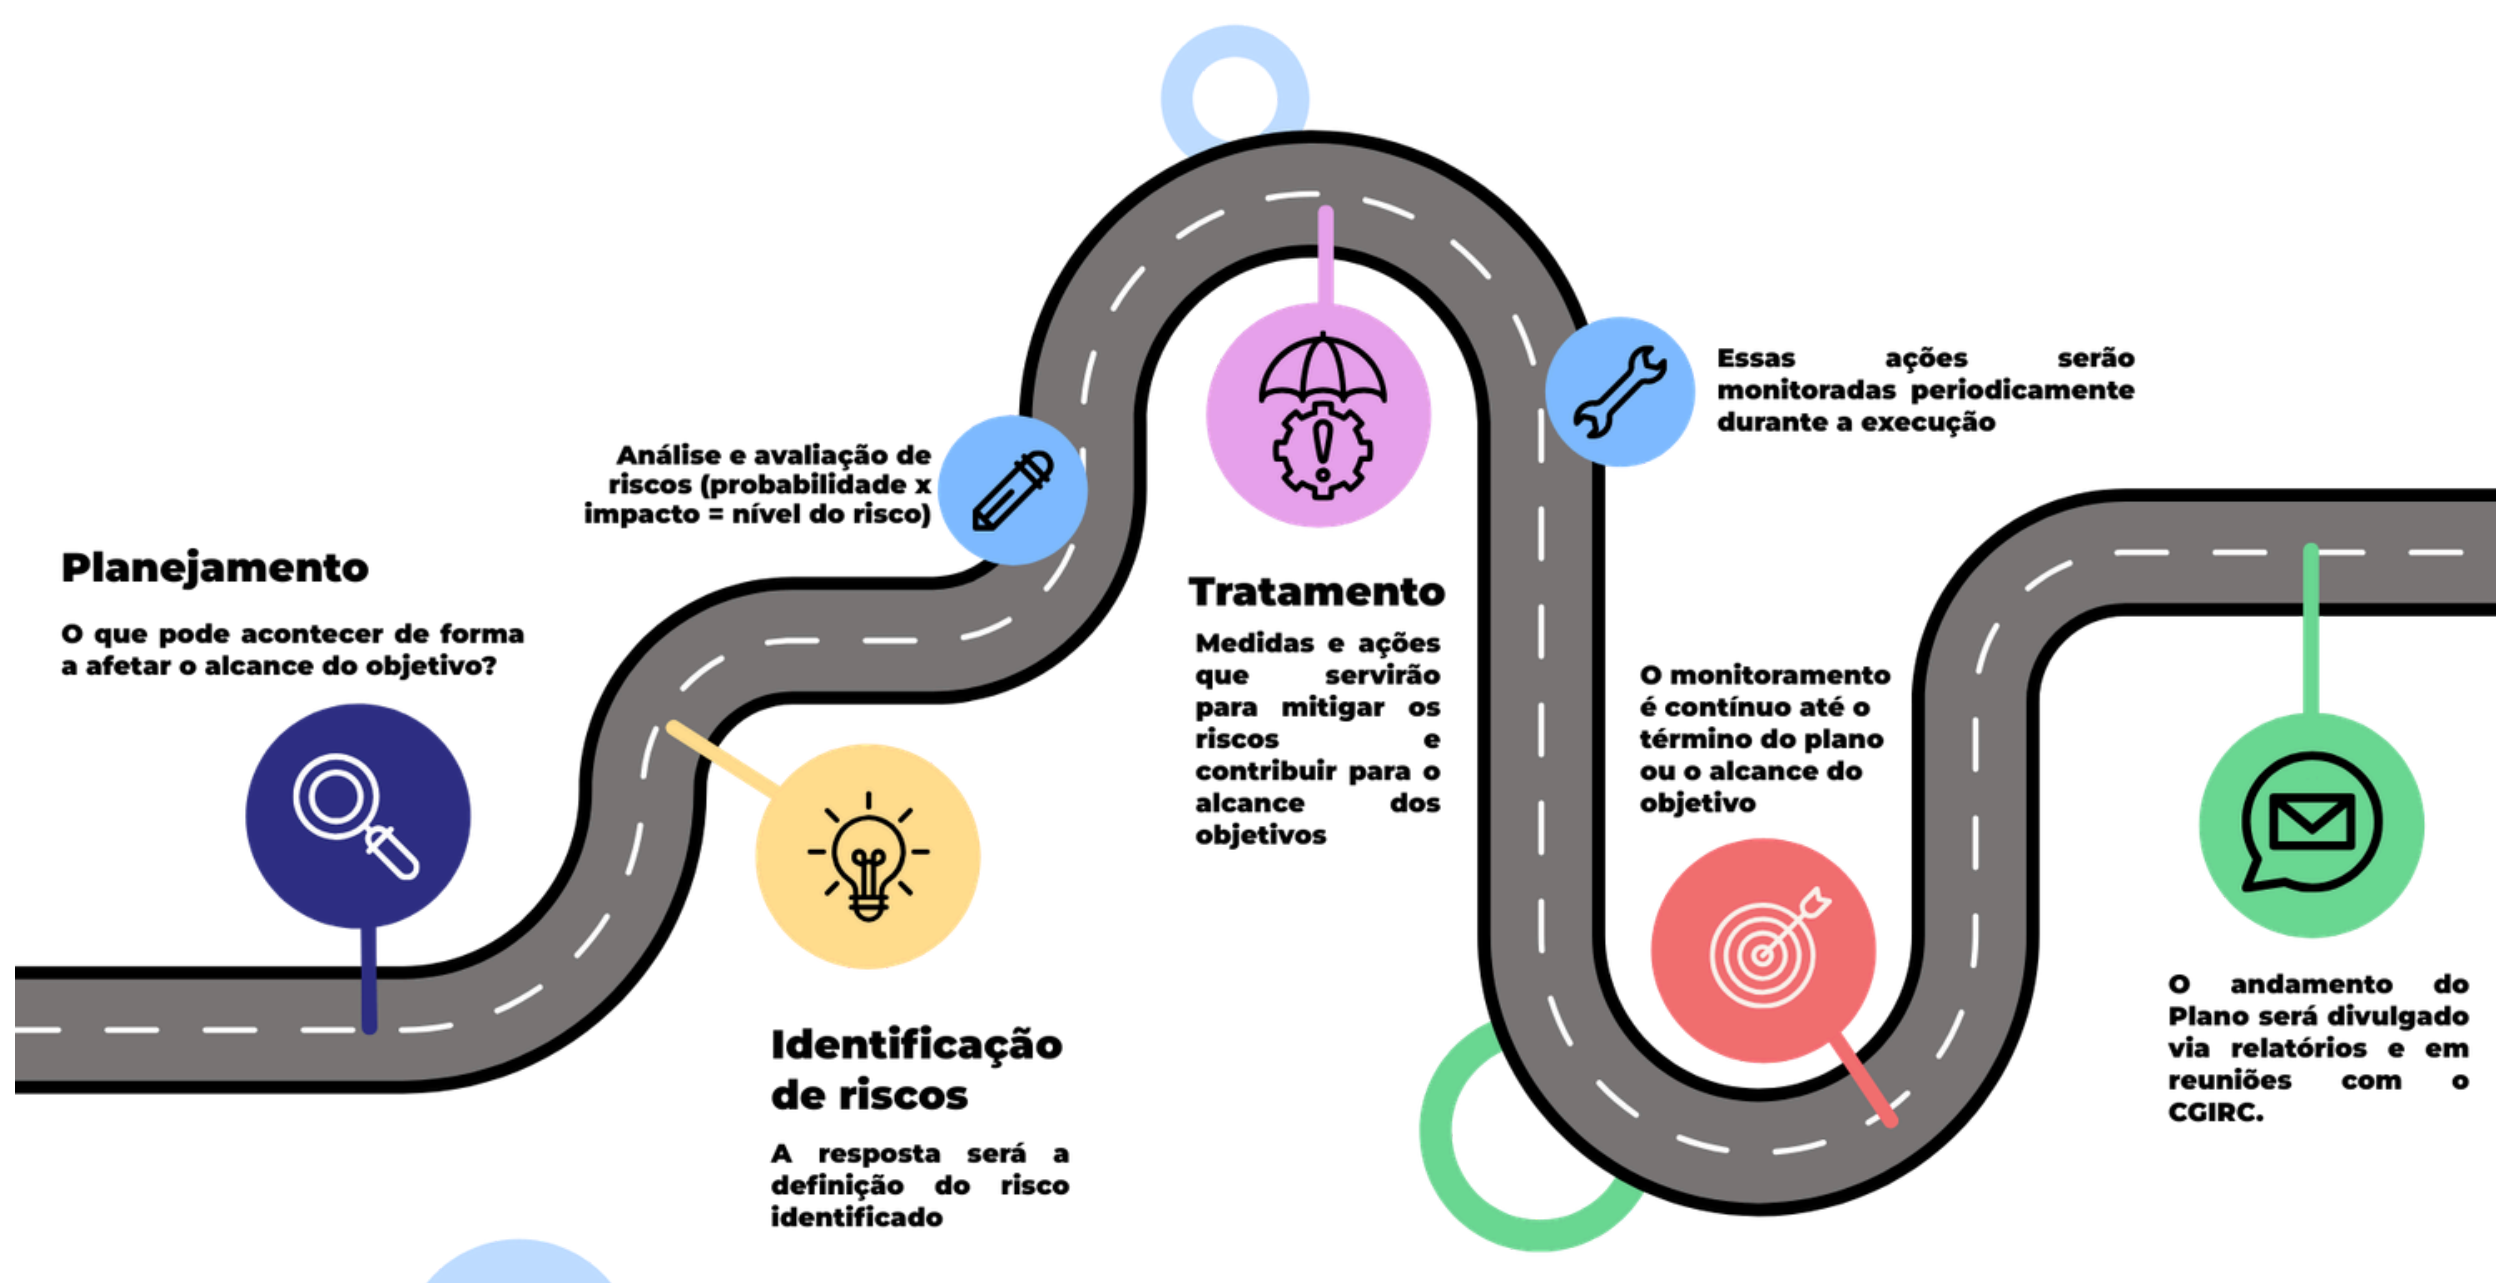 Planejamento
O que pode acontecer de forma
a afetar o alcance do objetivo?
Identificação
de riscos
A resposta será a
definição do risco
identificado
Análise e avaliação de
riscos (probabilidade x
impacto = nível do risco)
Tratamento
Medidas e ações
que servirão
para mitigar os
riscos e
contribuir para o
alcance dos
objetivos
Essas ações serão
monitoradas periodicamente
durante a execução
O monitoramento
é contínuo até o
término do plano
ou o alcance do
objetivo
O andamento do
Plano será divulgado
via relatórios e em
reuniões com o
CGIRC.